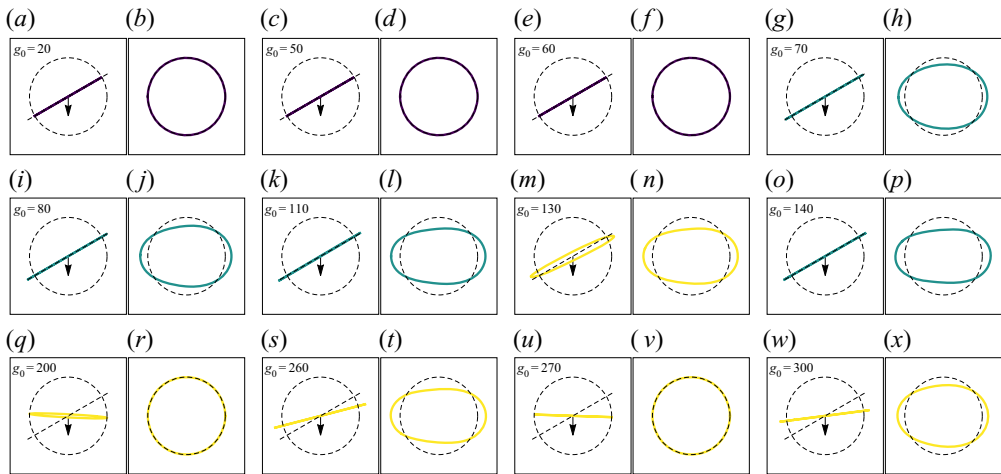 (a) (b) (c) (d) (e) (f) (g) (h)
g₀ = 20 g₀ = 50 g₀ = 60 g₀ = 70
(i) (j) (k) (l) (m) (n) (o) (p)
g₀ = 80 g₀ = 110 g₀ = 130 g₀ = 140
(q) (r) (s) (t) (u) (v) (w) (x)
g₀ = 200 g₀ = 260 g₀ = 270 g₀ = 300